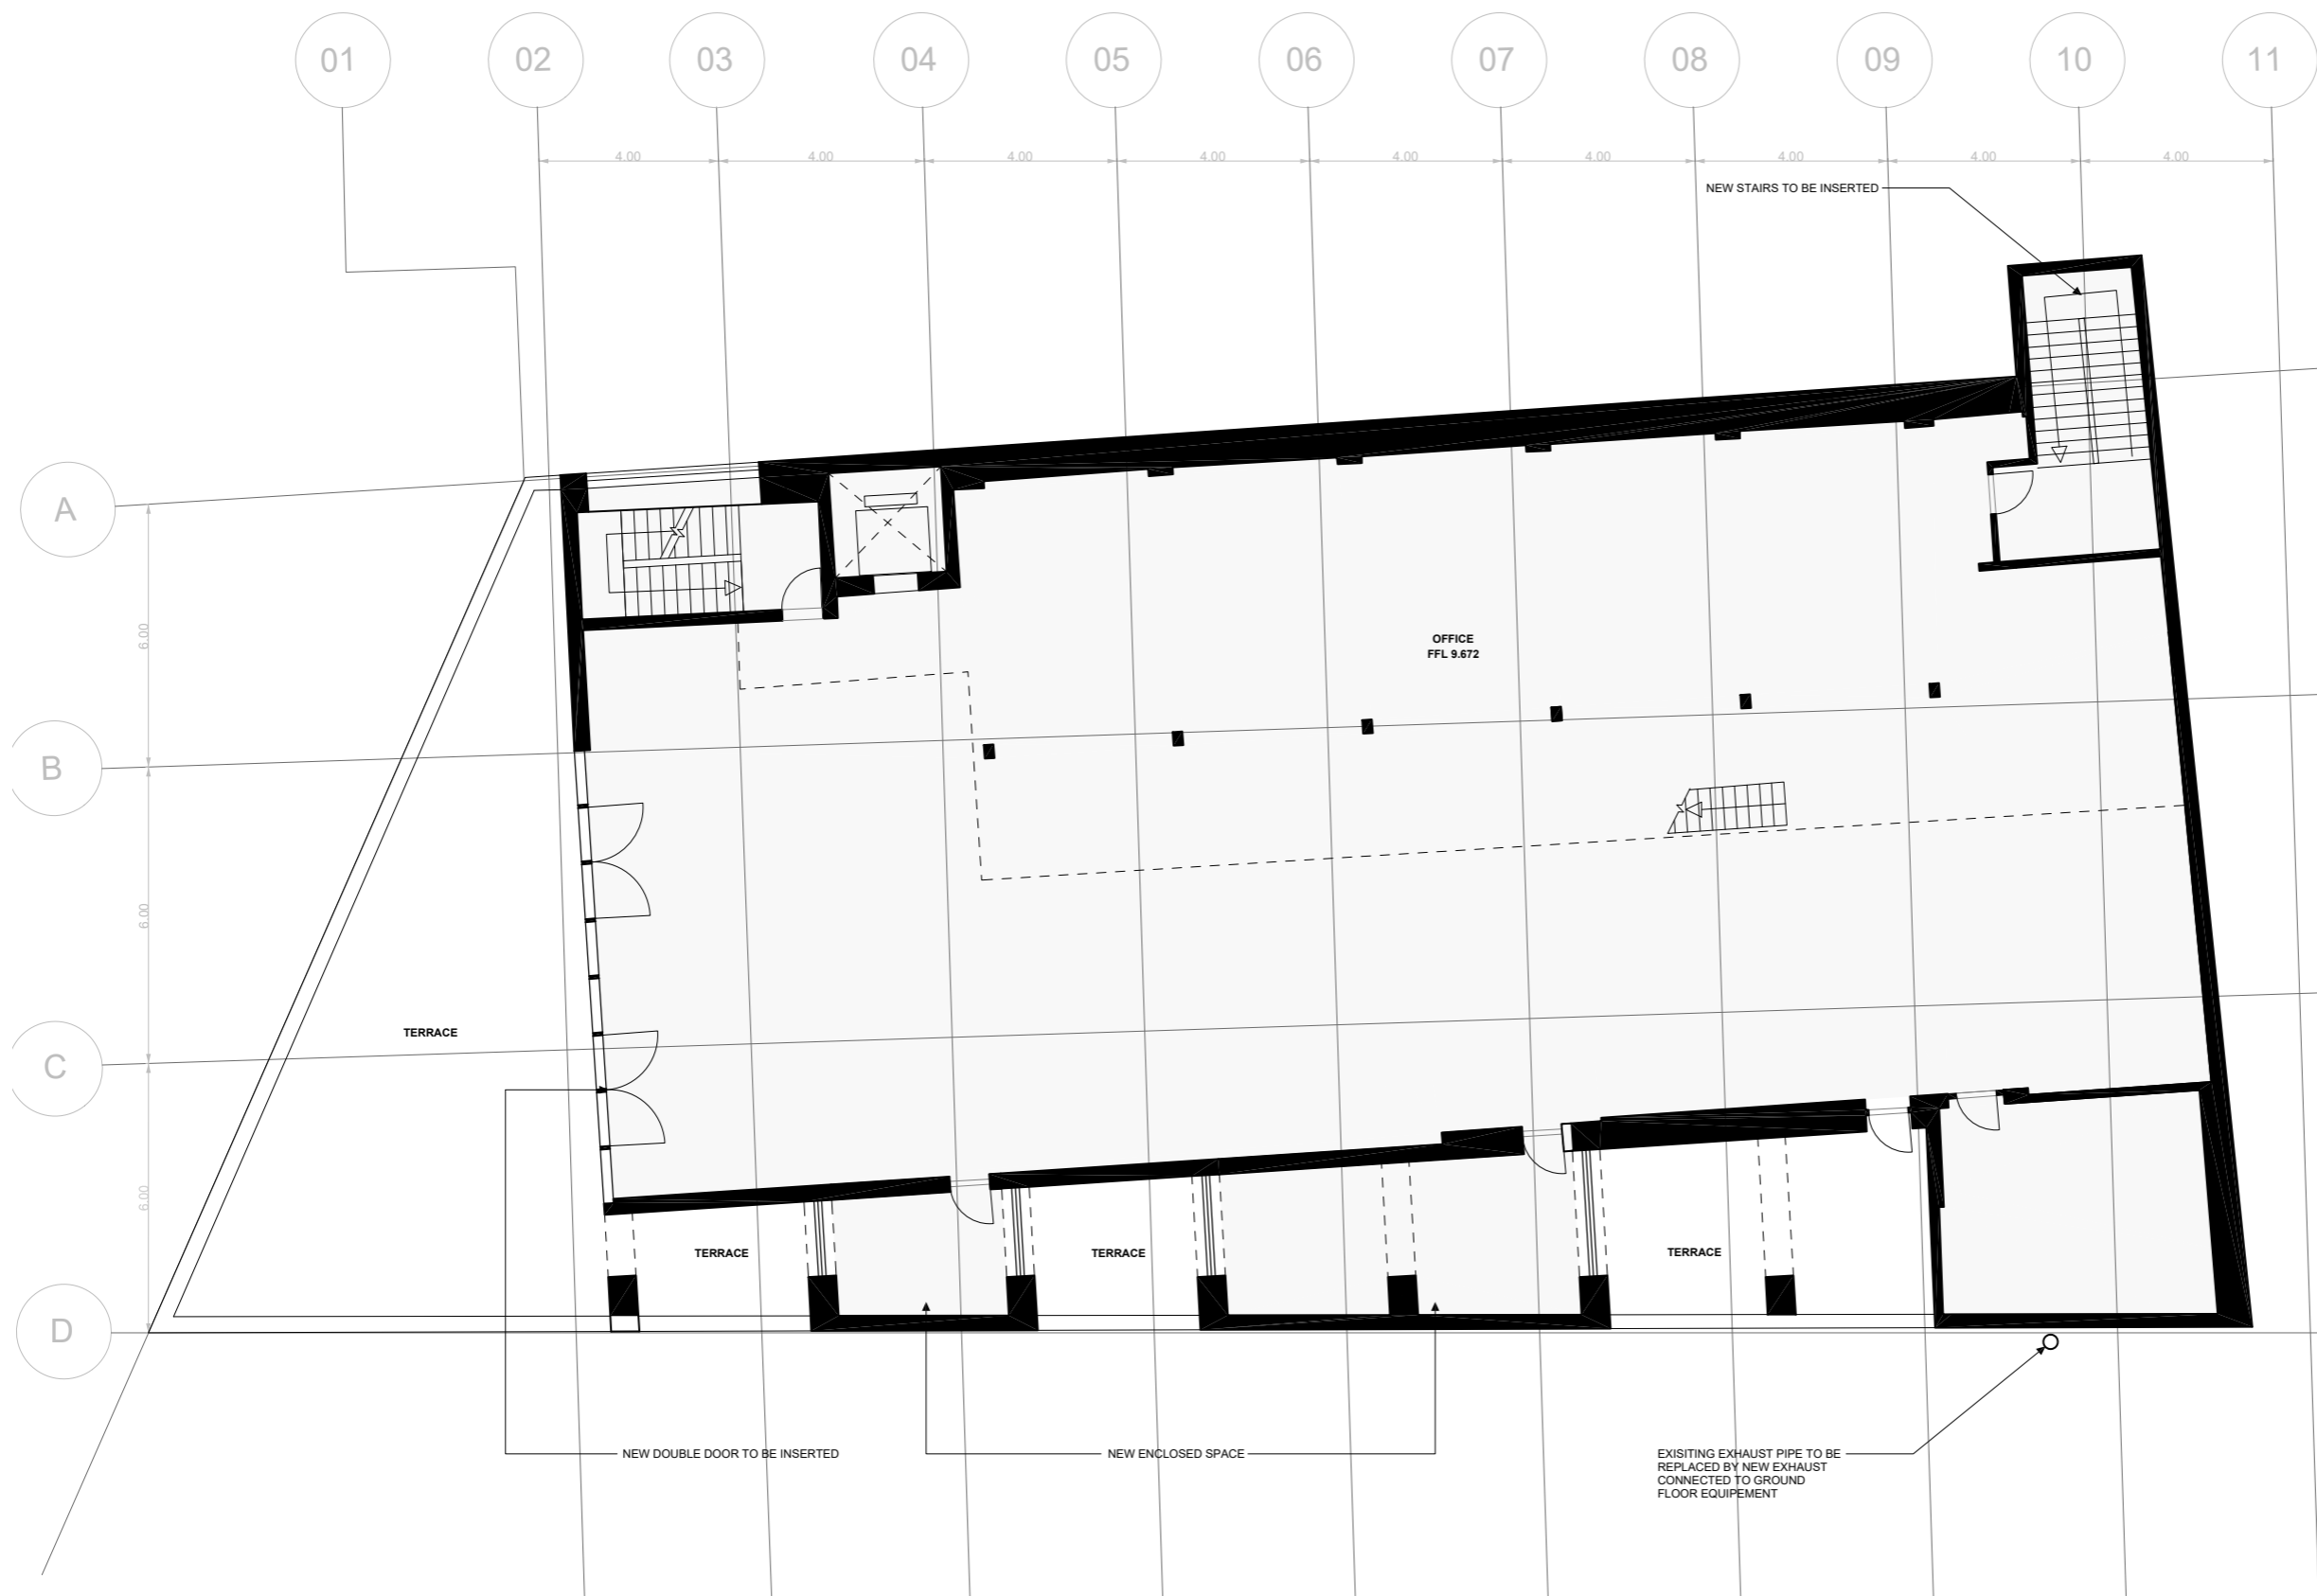 01
02
03
04
05
06
07
08
09
10
11
4.00
4.00
4.00
4.00
4.00
4.00
4.00
4.00
4.00
NEW STAIRS TO BE INSERTED
A
6.00
OFFICE
FFL 9.672
B
6.00
TERRACE
C
6.00
TERRACE
TERRACE
TERRACE
D
NEW DOUBLE DOOR TO BE INSERTED
NEW ENCLOSED SPACE
EXISITING EXHAUST PIPE TO BE
REPLACED BY NEW EXHAUST
CONNECTED TO GROUND
FLOOR EQUIPEMENT